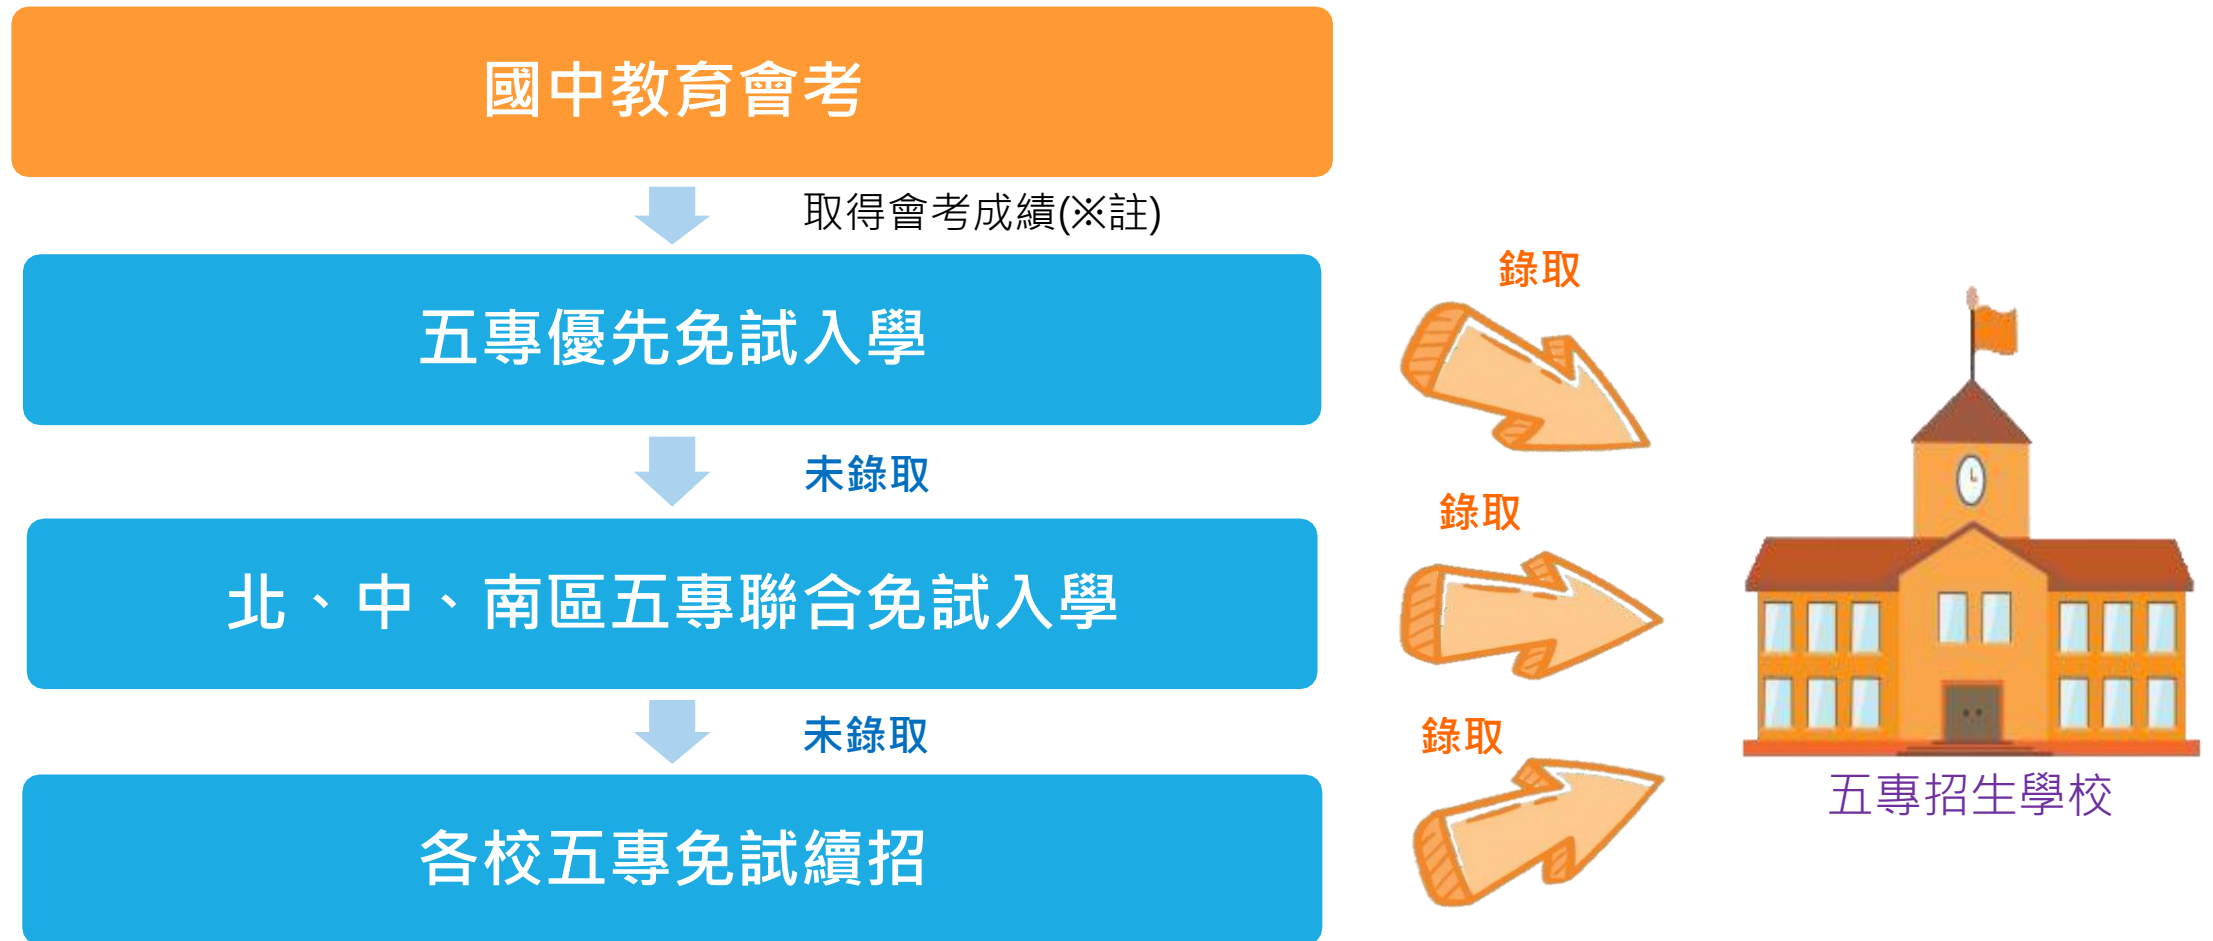 國中教育會考
取得會考成績(※註)
五專優先免試入學
錄取
未錄取
北、中、南區五專聯合免試入學
錄取
未錄取
各校五專免試續招
錄取
五專招生學校